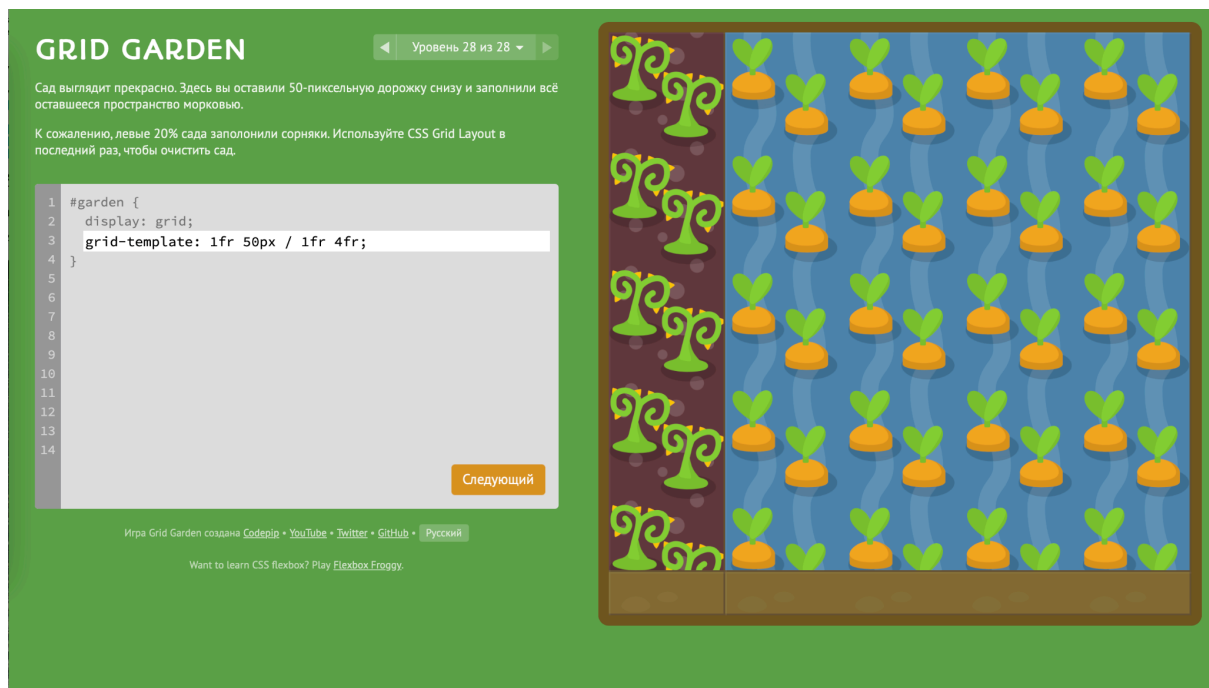 GRID GARDEN
Уровень 28 из 28
Сад выглядит прекрасно. Здесь вы оставили 50-пиксельную дорожку снизу и заполнили всё
оставшееся пространство морковью.
К сожалению, левые 20% сада заполонили сорняки. Используйте CSS Grid Layout в
последний раз, чтобы очистить сад.
1 #garden {
2 display: grid;
3 grid-template: 1fr 50px / 1fr 4fr;
4 }
5
6
7
8
9
10
11
12
13
14
Следующий
Игра Grid Garden создана Codepip • YouTube • Twitter • GitHub • Русский
Want to learn CSS flexbox? Play Flexbox Froggy.